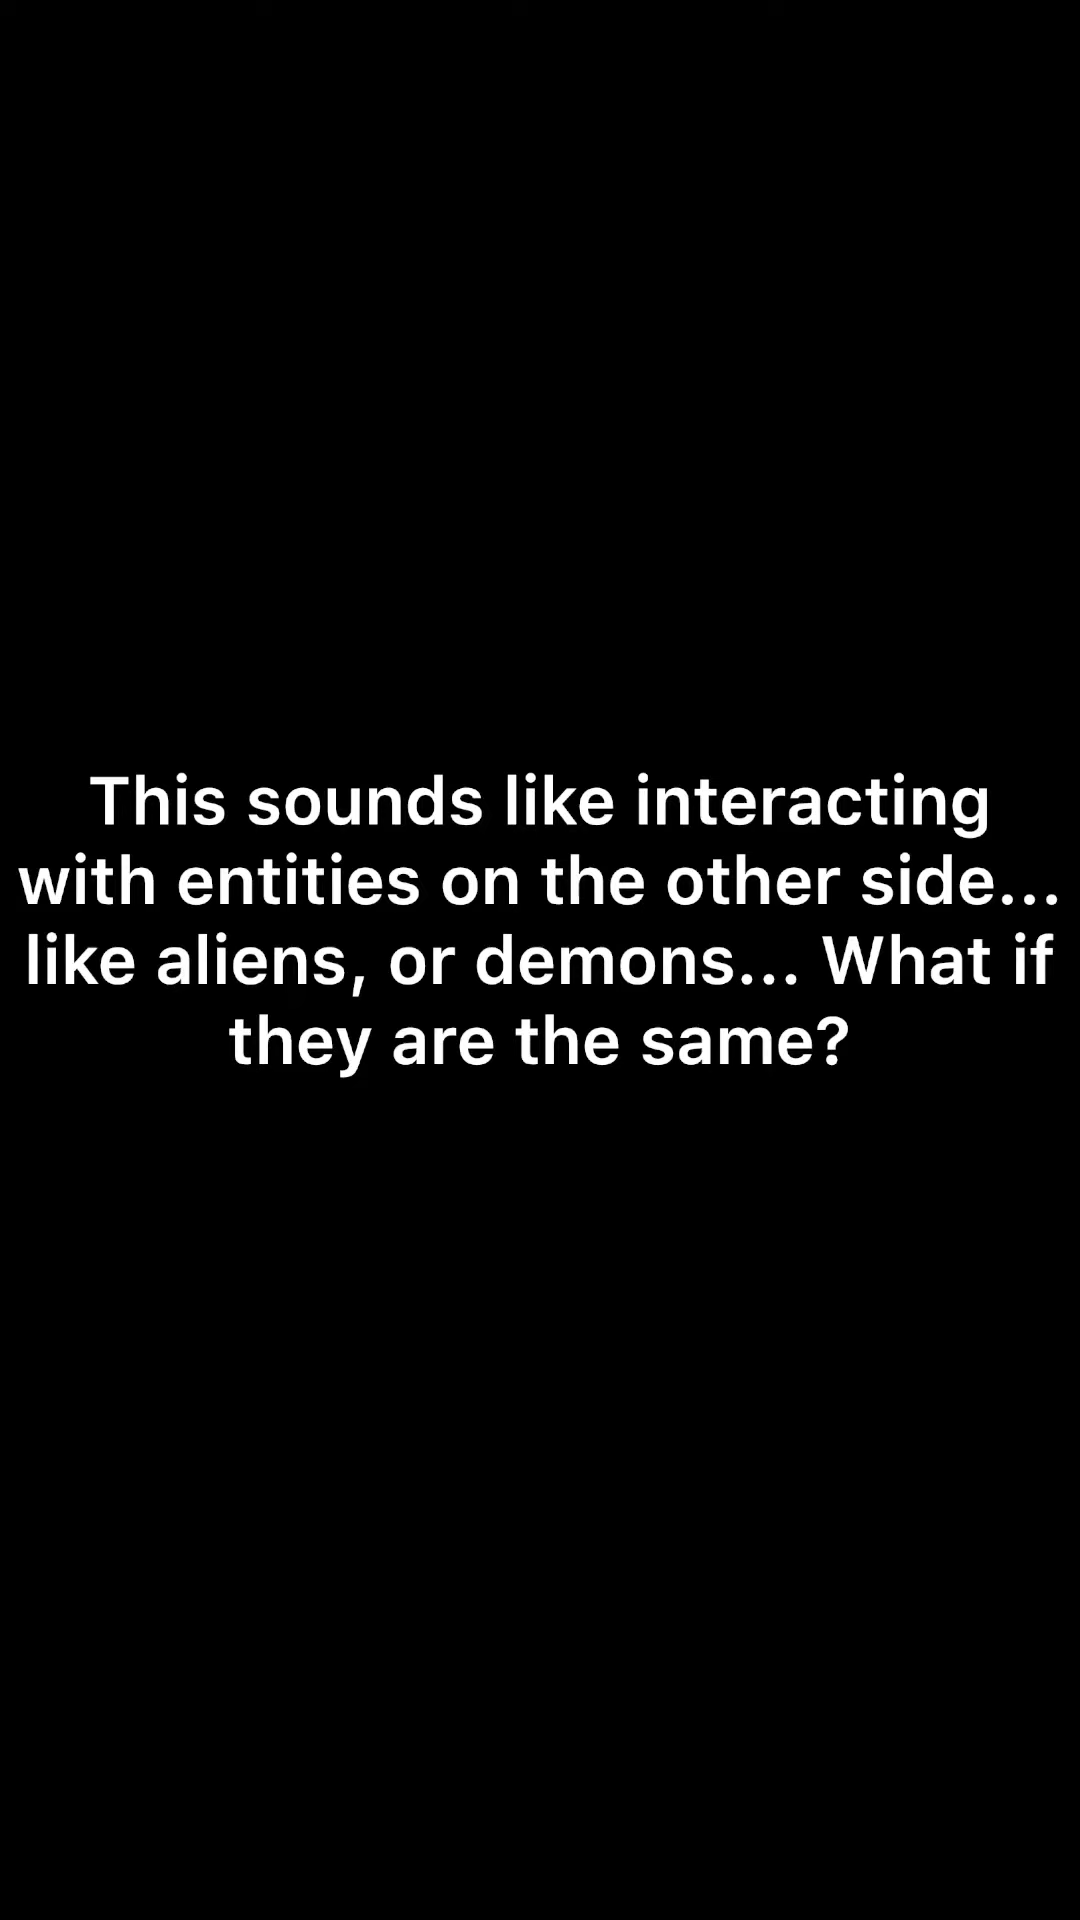 This sounds like interacting
with entities on the other side...
like aliens, or demons... What if
they are the same?